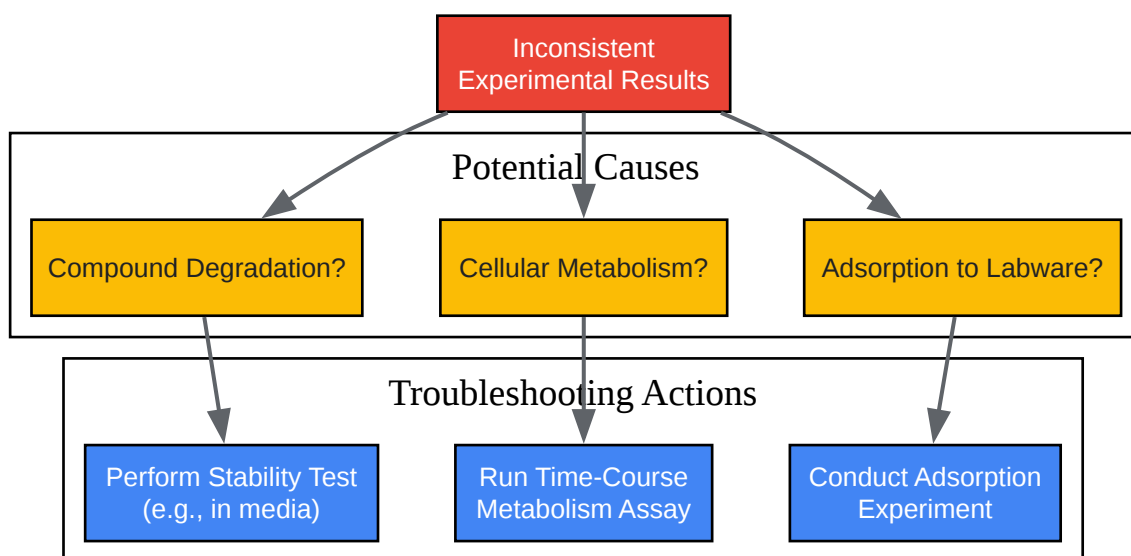 Inconsistent
Experimental Results
Potential Causes
Compound Degradation?
Cellular Metabolism?
Adsorption to Labware?
Troubleshooting Actions
Perform Stability Test
(e.g., in media)
Run Time-Course
Metabolism Assay
Conduct Adsorption
Experiment